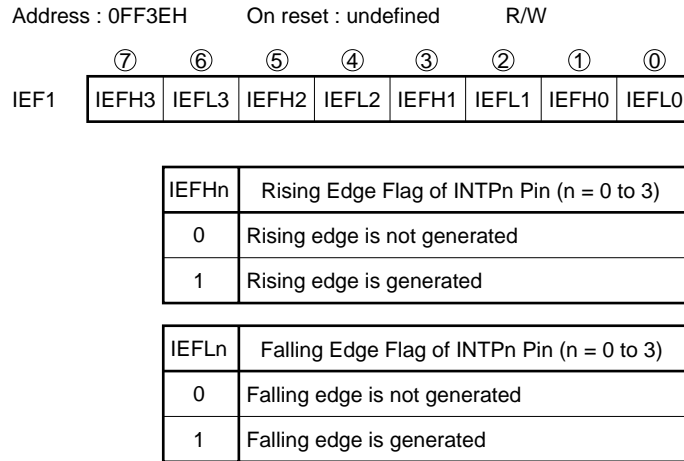 Address : 0FF3EH On reset : undefined R/W
⑦ ⑥ ⑤ ④ ③ ② ① ⓪
IEF1 IEFH3 IEFL3 IEFH2 IEFL2 IEFH1 IEFL1 IEFH0 IEFL0
IEFHn Rising Edge Flag of INTPn Pin (n = 0 to 3)
0 Rising edge is not generated
1 Rising edge is generated
IEFLn Falling Edge Flag of INTPn Pin (n = 0 to 3)
0 Falling edge is not generated
1 Falling edge is generated